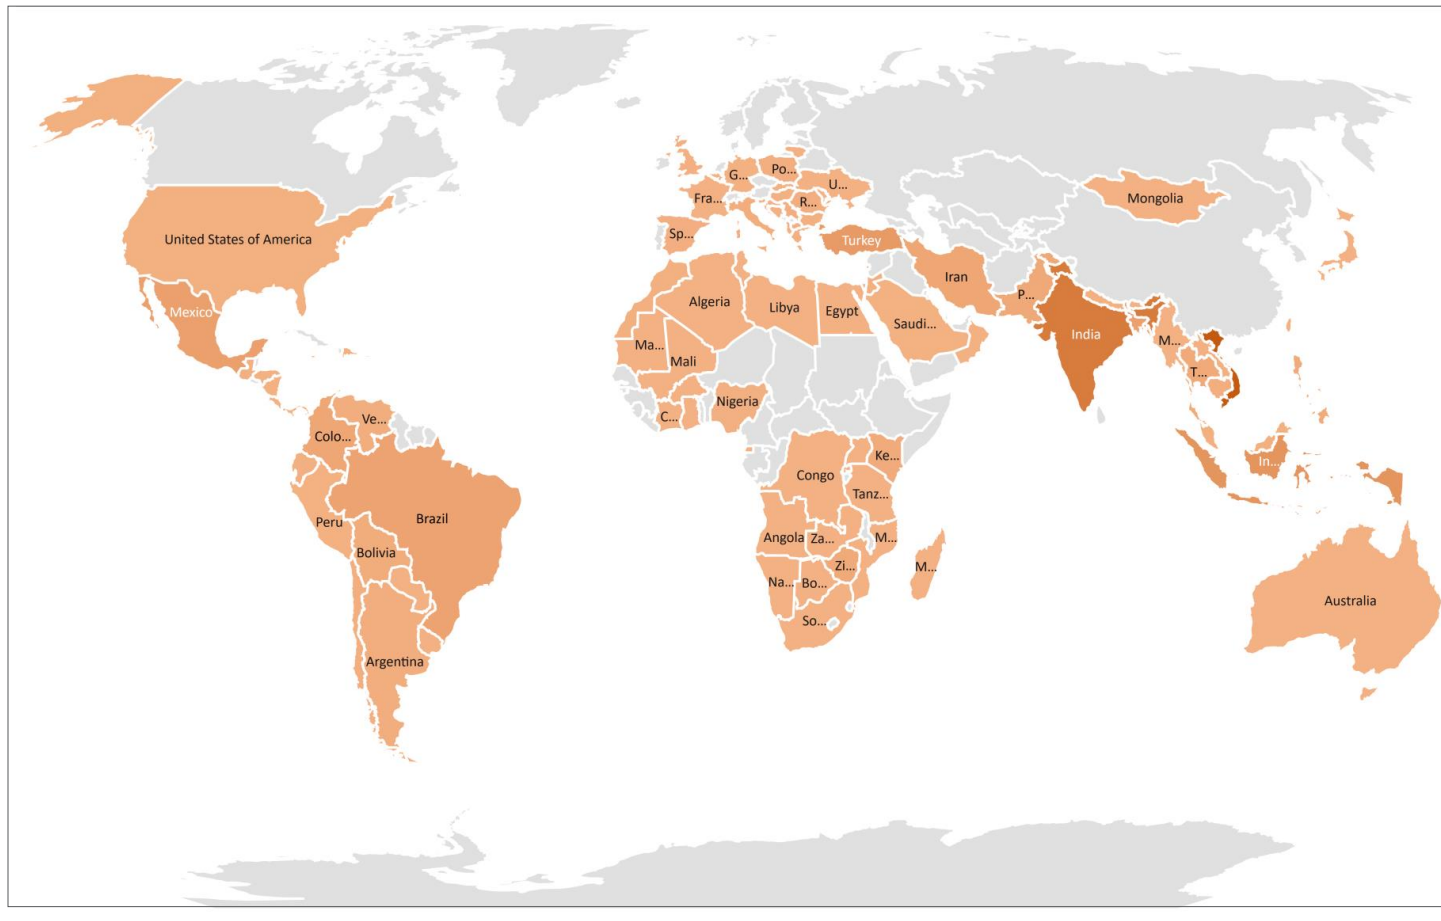 Mongolia
G...
Po...
U...
Fra...
R...
Sp...
United States of America
Turkey
Iran
P...
Mexico
Algeria
Libya
Egypt
Saudi...
India
Ma...
Mali
M...
T...
Nigeria
C...
Ve...
Colo...
Ke...
In...
Congo
Tanz...
Peru
Brazil
Angola
Za...
M...
Bolivia
Zi...
M...
Na...
Bo...
Australia
So...
Argentina